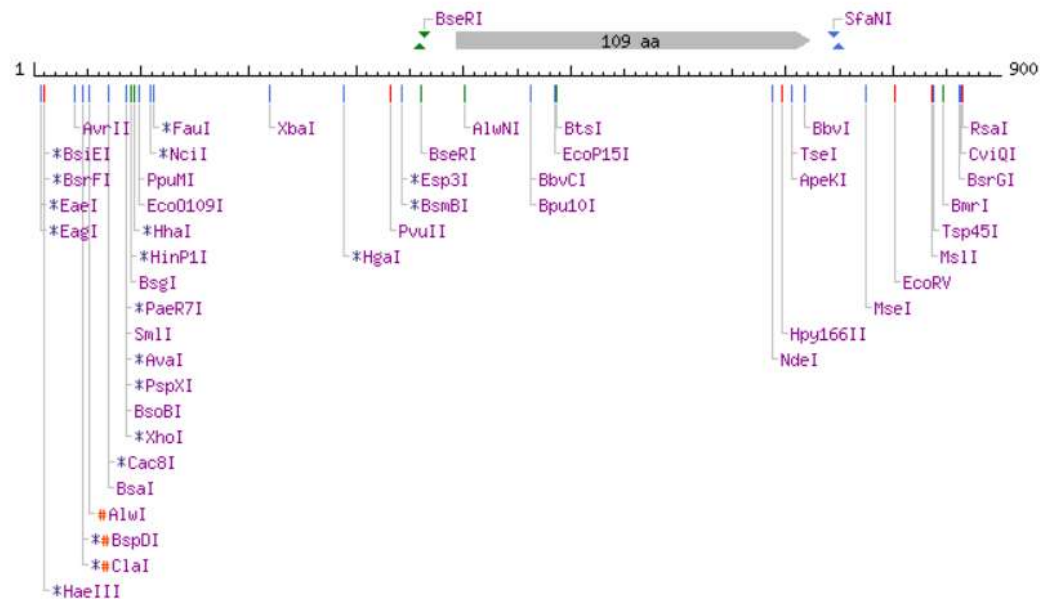 BseRI SfaNI
109 aa
1 900
AvrII *FauI XbaI AlwNI BtsI BbvI RsaI
*BsiEI *NciI BseRI EcoP15I TseI CviQI
*BsrFI PpuMI *Esp3I BbvCI ApeKI BsrGI
*EaeI EcoO109I *BsmBI Bpu10I BmrI
*EagI *HhaI PvuII Tsp45I
*HinP1I *HgaI MslI
BsgI EcoRV
*PaeR7I MseI
SmlI Hpy166II
*AvaI NdeI
*PspXI
BsoBI
*XhoI
*Cac8I
BsaI
#AlwI
*#BspDI
*#ClaI
*HaeIII